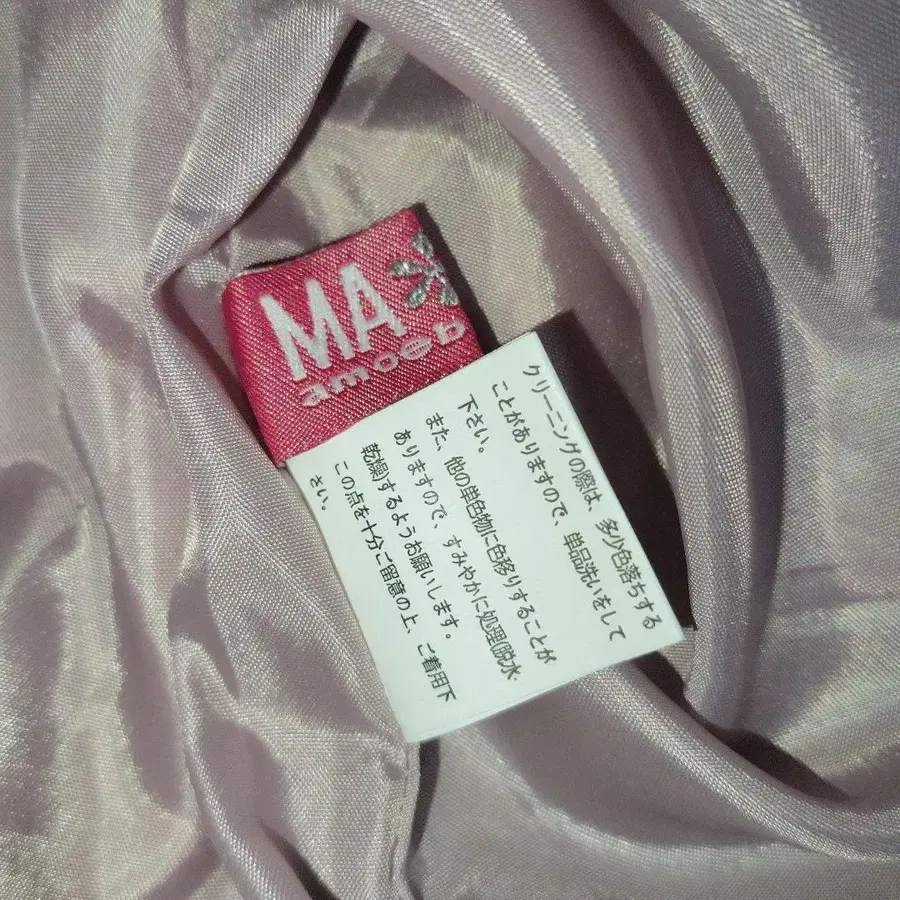 MA
amoeb
クリーニングの際は、多少色落ちする
ことがありますので、単品洗いをして
下さい。
また、他の単色物に色移りすることが
ありますので、すみやかに処理(脱水・
乾燥)するようお願いします。
この点を十分ご留意の上、ご着用下
さい。